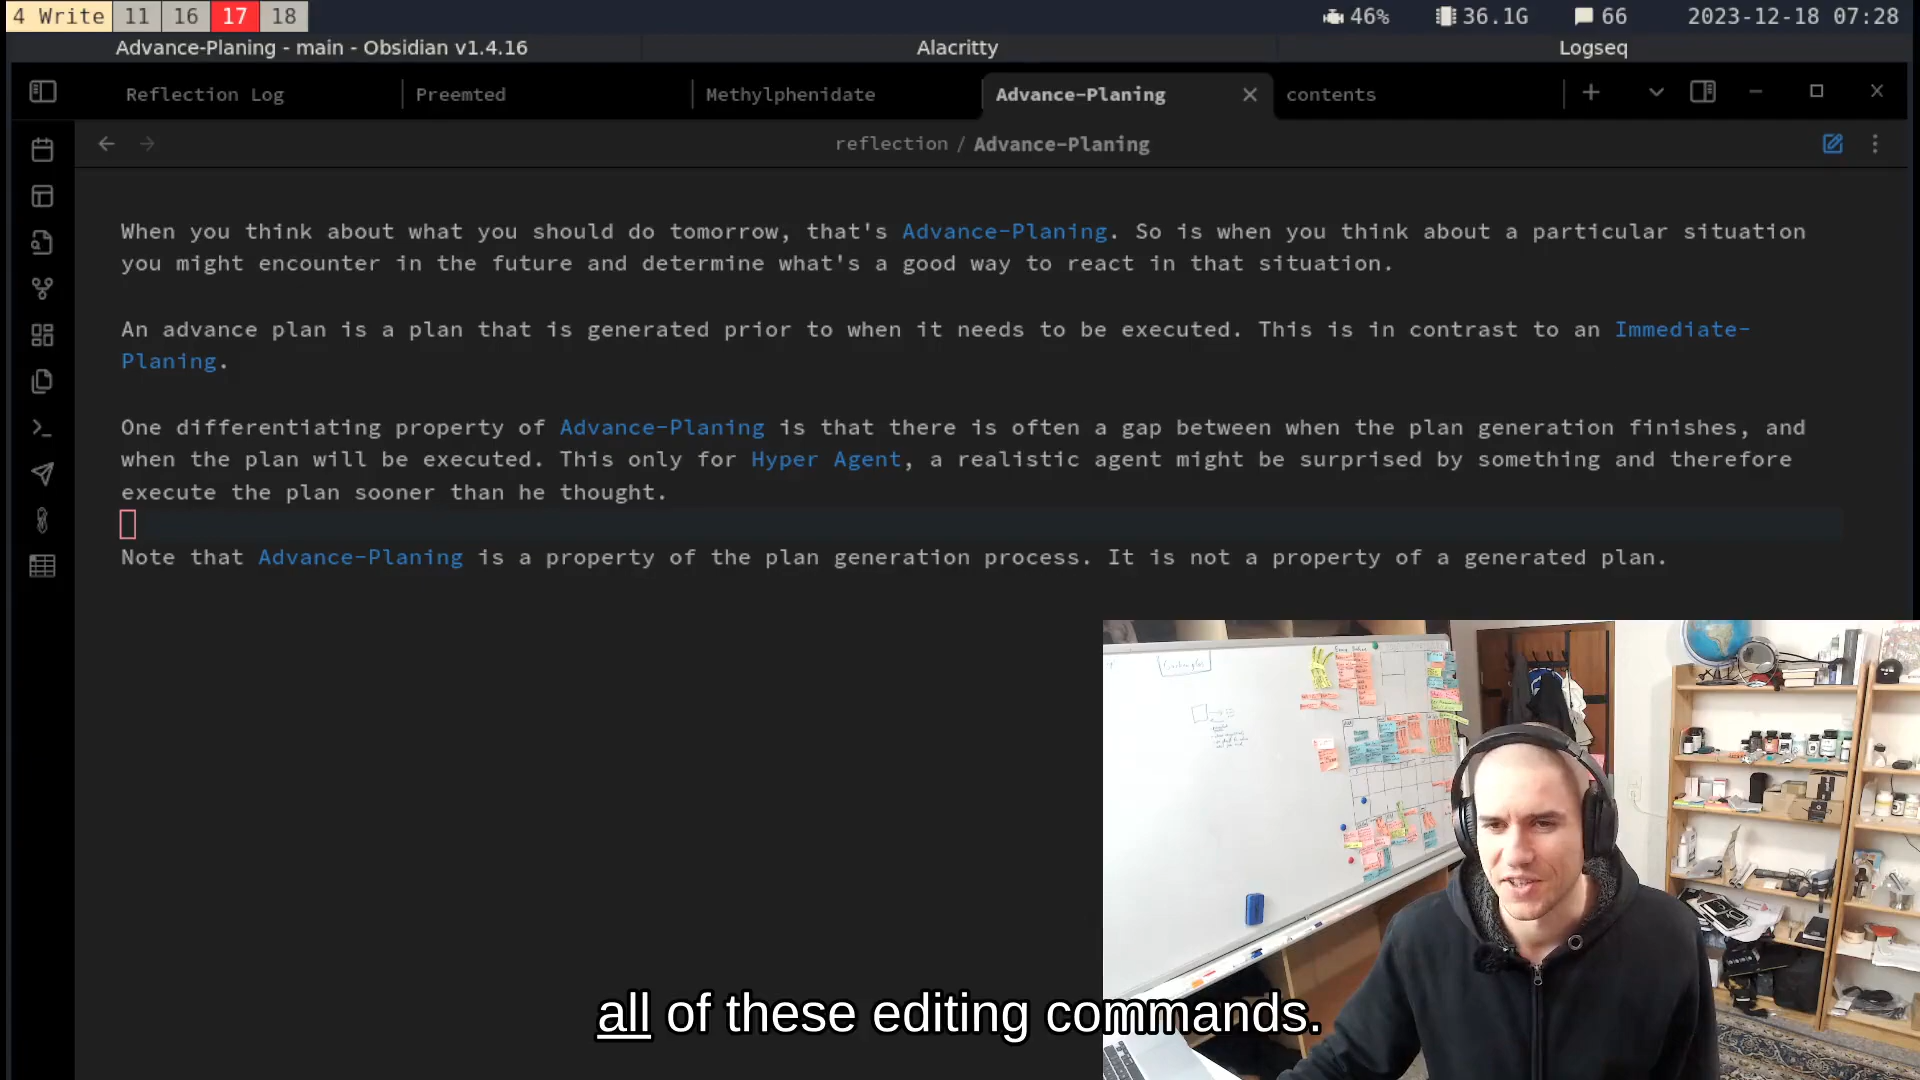 4 Write 11 16 17 18 46% 36.1G 66 2023-12-18 07:28
Advance-Planing - main - Obsidian v1.4.16 Alacritty Logseq
Reflection Log Preemted Methylphenidate Advance-Planing contents
reflection / Advance-Planing
When you think about what you should do tomorrow, that's Advance-Planing. So is when you think about a particular situation
you might encounter in the future and determine what's a good way to react in that situation.
An advance plan is a plan that is generated prior to when it needs to be executed. This is in contrast to an Immediate-
Planing.
One differentiating property of Advance-Planing is that there is often a gap between when the plan generation finishes, and
when the plan will be executed. This only for Hyper Agent, a realistic agent might be surprised by something and therefore
execute the plan sooner than he thought.
Note that Advance-Planing is a property of the plan generation process. It is not a property of a generated plan.
all of these editing commands.